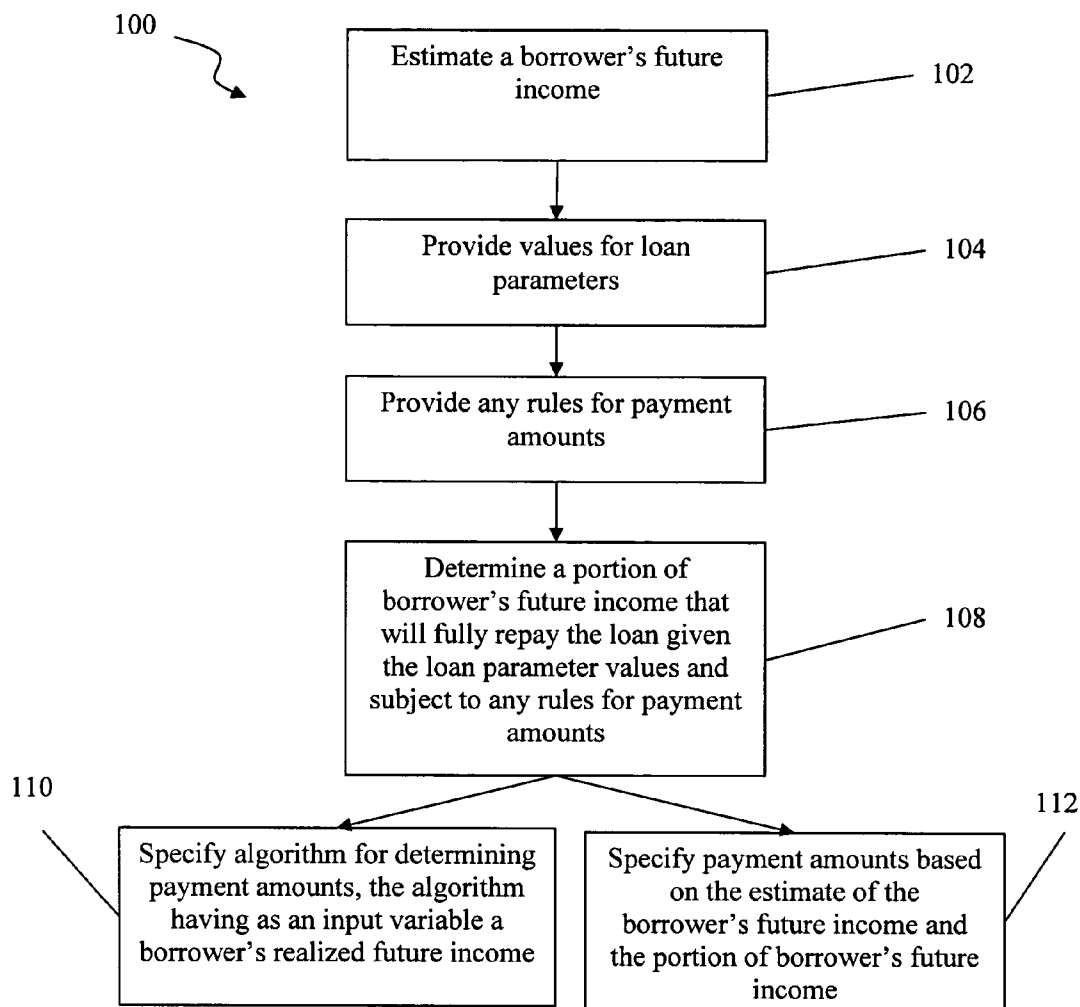 100
Estimate a borrower's future
income
102
Provide values for loan
parameters
104
Provide any rules for payment
amounts
106
Determine a portion of
borrower's future income that
will fully repay the loan given
the loan parameter values and
subject to any rules for payment
amounts
108
110
Specify algorithm for determining
payment amounts, the algorithm
having as an input variable a
borrower's realized future income
112
Specify payment amounts based
on the estimate of the
borrower's future income and
the portion of borrower's future
income